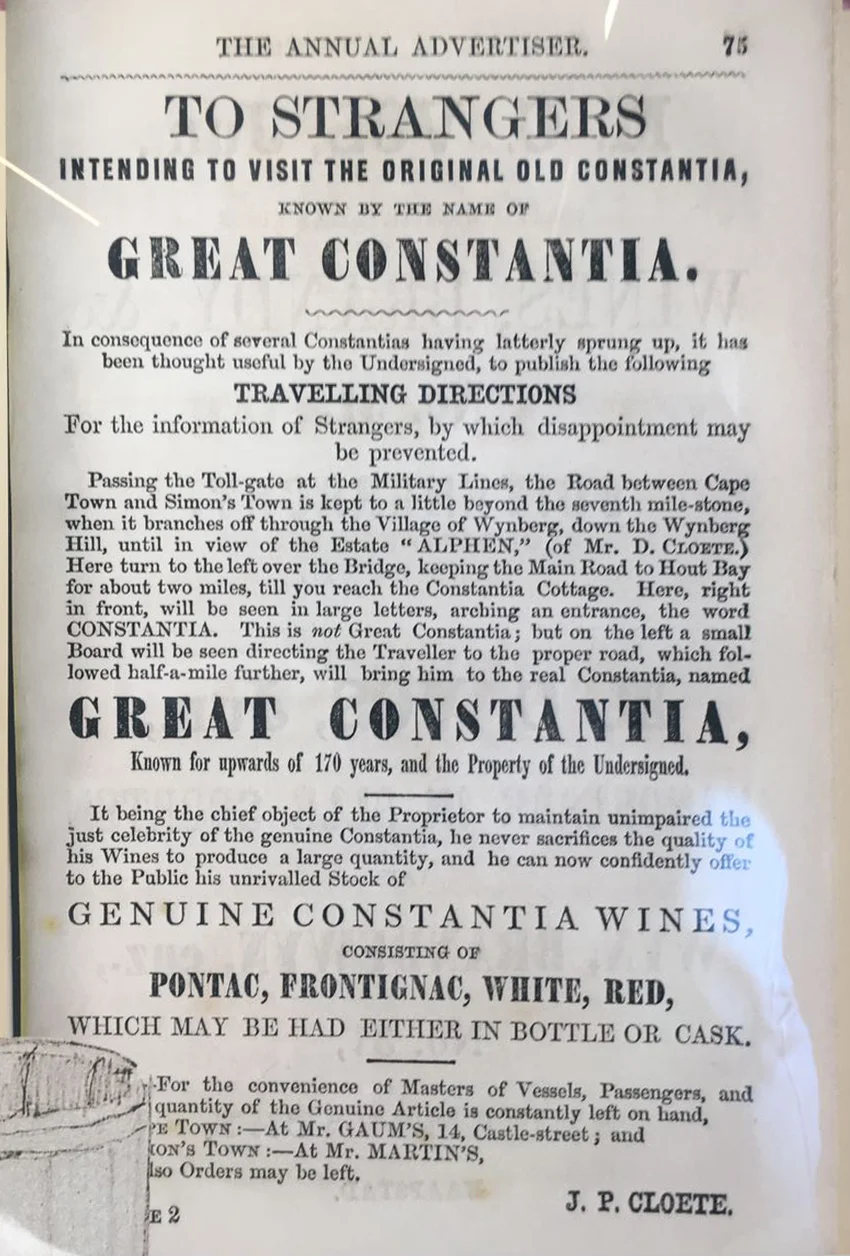 THE ANNUAL ADVERTISER. 75
TO STRANGERS
INTENDING TO VISIT THE ORIGINAL OLD CONSTANTIA,
KNOWN BY THE NAME OF
GREAT CONSTANTIA.
In consequence of several Constantias having latterly sprung up, it has
been thought useful by the Undersigned, to publish the following
TRAVELLING DIRECTIONS
For the information of Strangers, by which disappointment may
be prevented.
Passing the Toll-gate at the Military Lines, the Road between Cape
Town and Simon's Town is kept to a little beyond the seventh mile-stone,
when it branches off through the Village of Wynberg, down the Wynberg
Hill, until in view of the Estate "ALPHEN," (of Mr. D. CLOETE.)
Here turn to the left over the Bridge, keeping the Main Road to Hout Bay
for about two miles, till you reach the Constantia Cottage. Here, right
in front, will be seen in large letters, arching an entrance, the word
CONSTANTIA. This is not Great Constantia; but on the left a small
Board will be seen directing the Traveller to the proper road, which fol-
lowed half-a-mile further, will bring him to the real Constantia, named
GREAT CONSTANTIA,
Known for upwards of 170 years, and the Property of the Undersigned.
It being the chief object of the Proprietor to maintain unimpaired the
just celebrity of the genuine Constantia, he never sacrifices the quality of
his Wines to produce a large quantity, and he can now confidently offer
to the Public his unrivalled Stock of
GENUINE CONSTANTIA WINES,
CONSISTING OF
PONTAC, FRONTIGNAC, WHITE, RED,
WHICH MAY BE HAD EITHER IN BOTTLE OR CASK.
For the convenience of Masters of Vessels, Passengers, and
quantity of the Genuine Article is constantly left on hand,
PE TOWN:—At Mr. GAUM'S, 14, Castle-street; and
ON'S TOWN:—At Mr. MARTIN'S,
lso Orders may be left.
J. P. CLOETE.
E 2